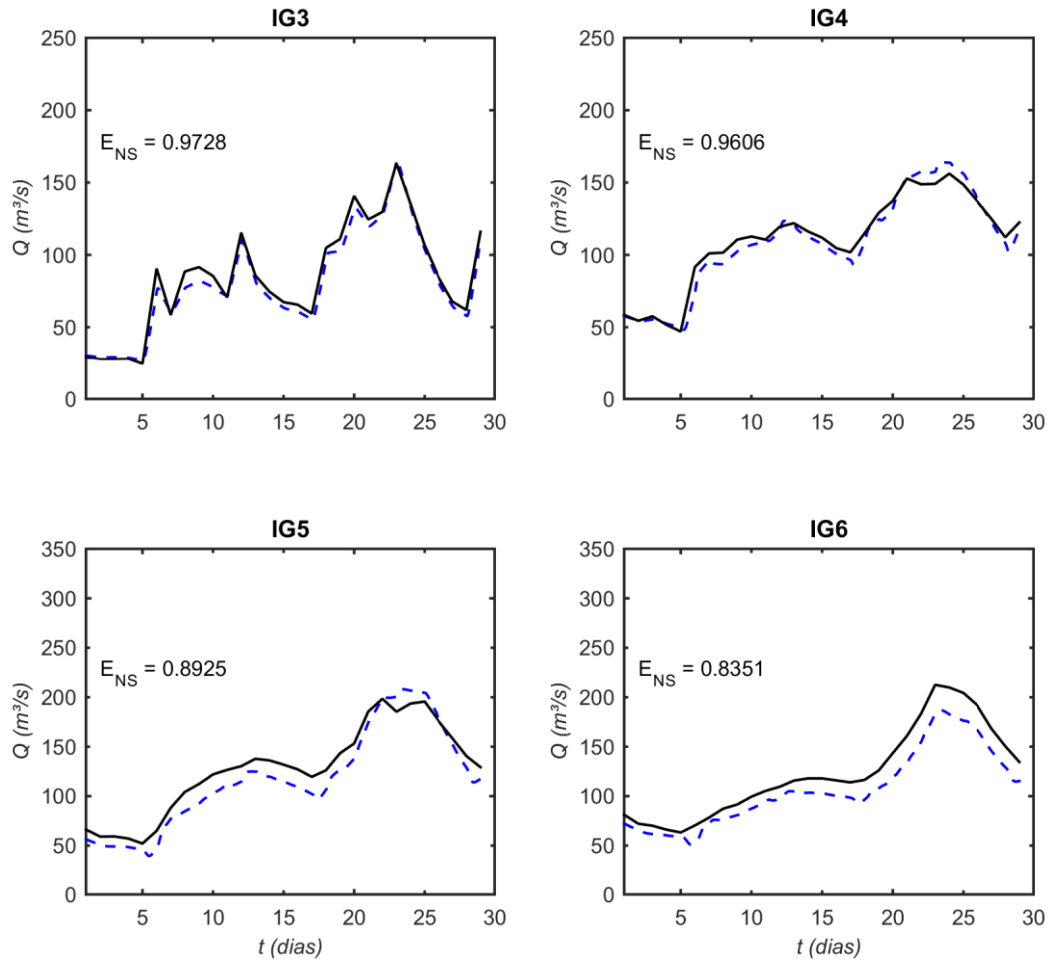 IG3
250
200
150
100
50
0
Q (m³/s)
E_NS = 0.9728
5 10 15 20 25 30
IG4
250
200
150
100
50
0
Q (m³/s)
E_NS = 0.9606
5 10 15 20 25 30
IG5
350
300
250
200
150
100
50
0
Q (m³/s)
E_NS = 0.8925
5 10 15 20 25 30
t (dias)
IG6
350
300
250
200
150
100
50
0
Q (m³/s)
E_NS = 0.8351
5 10 15 20 25 30
t (dias)